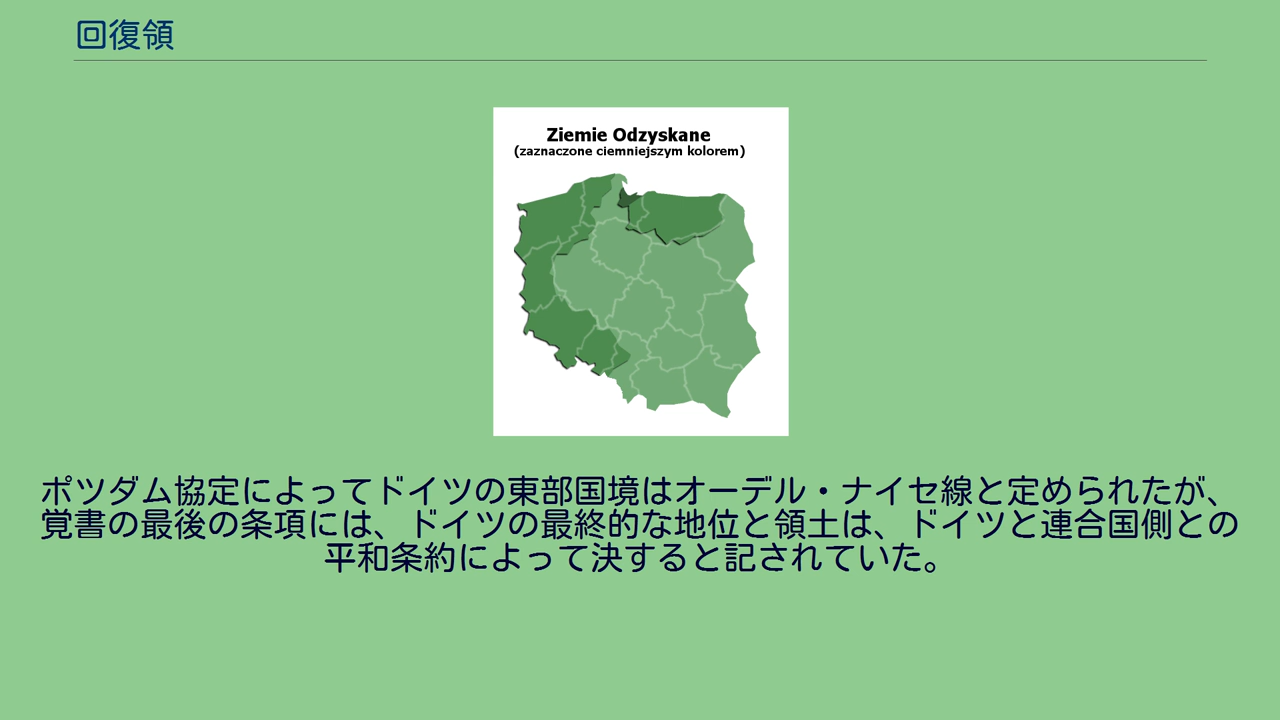 回復領
Ziemie Odzyskane
(zaznaczone ciemniejszym kolorem)
ポツダム協定によってドイツの東部国境はオーデル・ナイセ線と定められたが、
覚書の最後の条項には、ドイツの最終的な地位と領土は、ドイツと連合国側との
平和条約によって決すると記されていた。